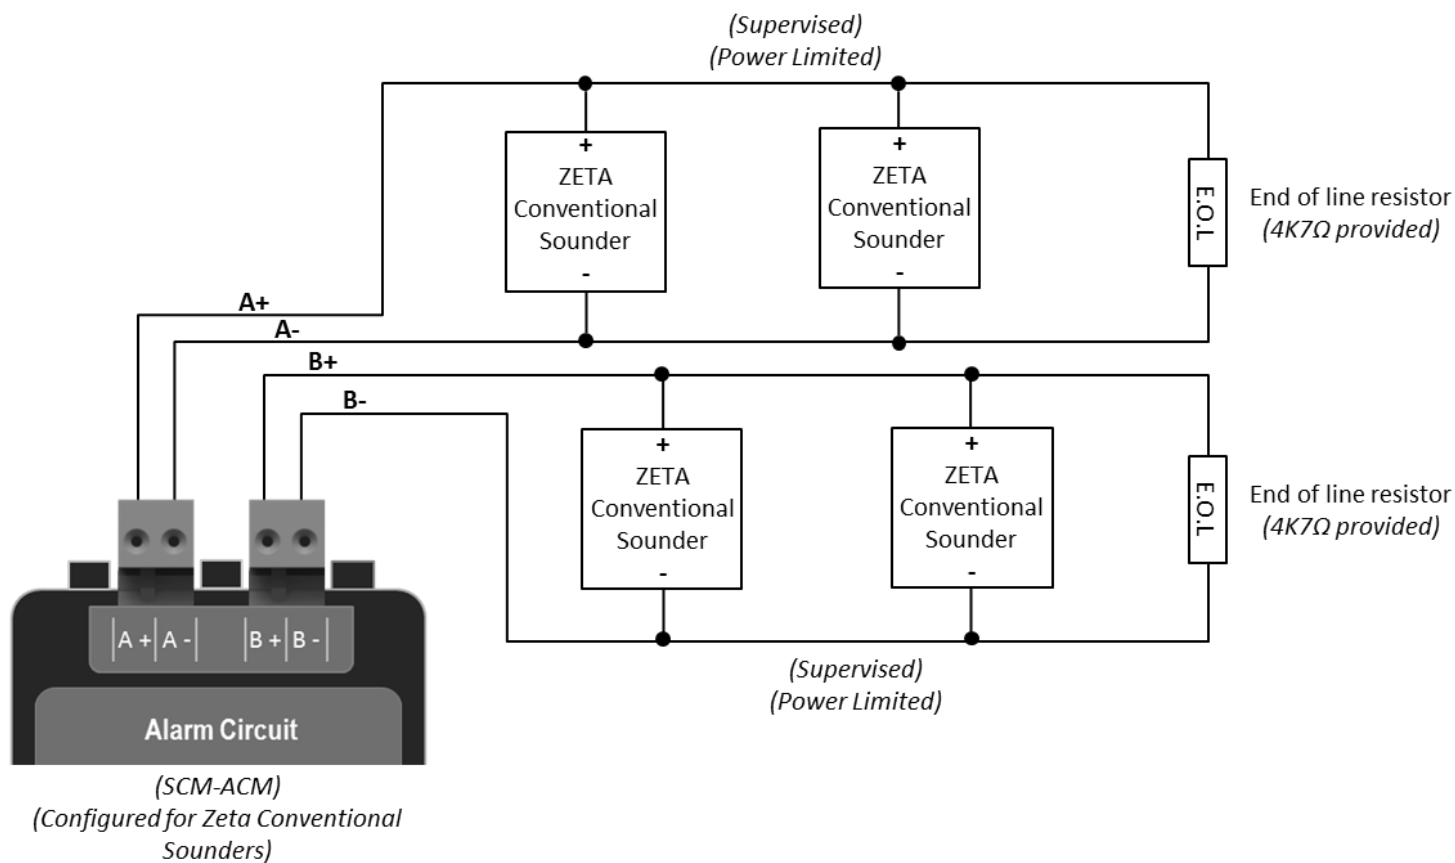 (Supervised)
(Power Limited)
+
ZETA
Conventional
Sounder
-
+
ZETA
Conventional
Sounder
-
E.O.L
End of line resistor
(4K7Ω provided)
A+
A-
B+
B-
+
ZETA
Conventional
Sounder
-
+
ZETA
Conventional
Sounder
-
E.O.L
End of line resistor
(4K7Ω provided)
A + A - B + B -
(Supervised)
(Power Limited)
Alarm Circuit
(SCM-ACM)
(Configured for Zeta Conventional
Sounders)